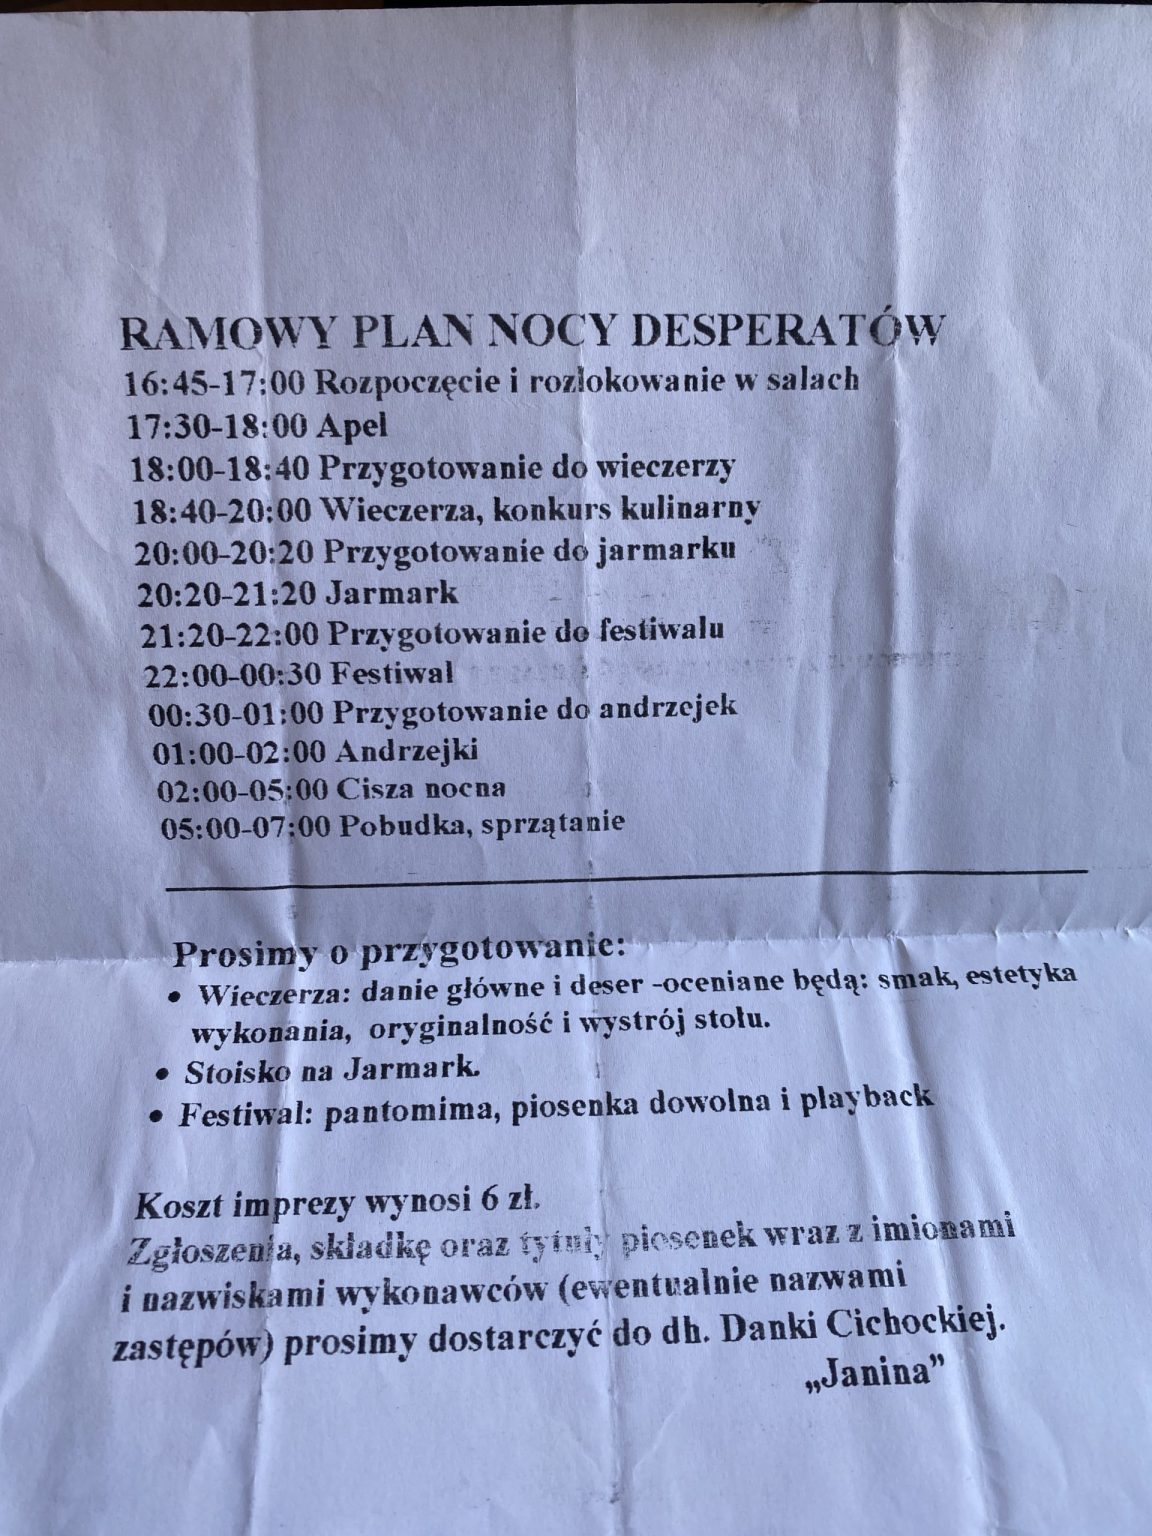 RAMOWY PLAN NOCY DESPERATÓW
16:45-17:00 Rozpoczęcie i rozlokowanie w salach
17:30-18:00 Apel
18:00-18:40 Przygotowanie do wieczerzy
18:40-20:00 Wieczerza, konkurs kulinarny
20:00-20:20 Przygotowanie do jarmarku
20:20-21:20 Jarmark
21:20-22:00 Przygotowanie do festiwalu
22:00-00:30 Festiwal
00:30-01:00 Przygotowanie do andrzejek
01:00-02:00 Andrzejki
02:00-05:00 Cisza nocna
05:00-07:00 Pobudka, sprzątanie
Prosimy o przygotowanie:
• Wieczerza: danie główne i deser -oceniane będą: smak, estetyka
wykonania, oryginalność i wystrój stołu.
• Stoisko na Jarmark.
• Festiwal: pantomima, piosenka dowolna i playback
Koszt imprezy wynosi 6 zł.
Zgłoszenia, składkę oraz tytuły piosenek wraz z imionami
i nazwiskami wykonawców (ewentualnie nazwami
zastępów) prosimy dostarczyć do dh. Danki Cichockiej.
„Janina”